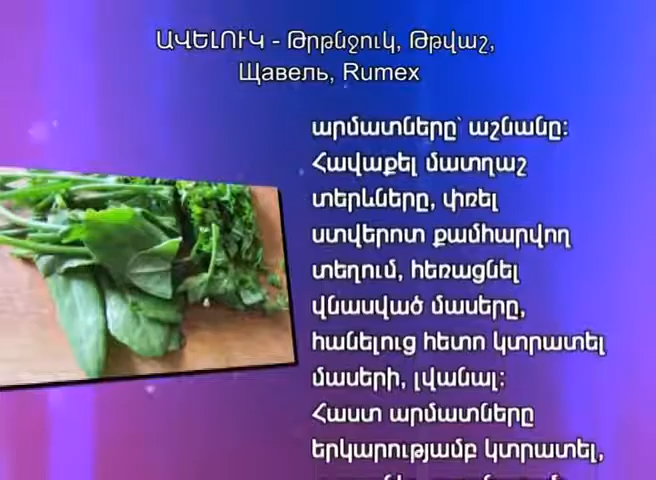 ԱՎԵԼՈՒԿ - Թրթնջուկ, Թթվաշ,
Щавель, Rumex
արմատները՝ աշնանը:
Հավաքել մատղաշ
տերևները, փռել
ստվերոտ քամհարվող
տեղում, հեռացնել
վնասված մասերը,
հանելուց հետո կտրատել
մասերի, լվանալ:
Հաստ արմատները
երկարությամբ կտրատել,